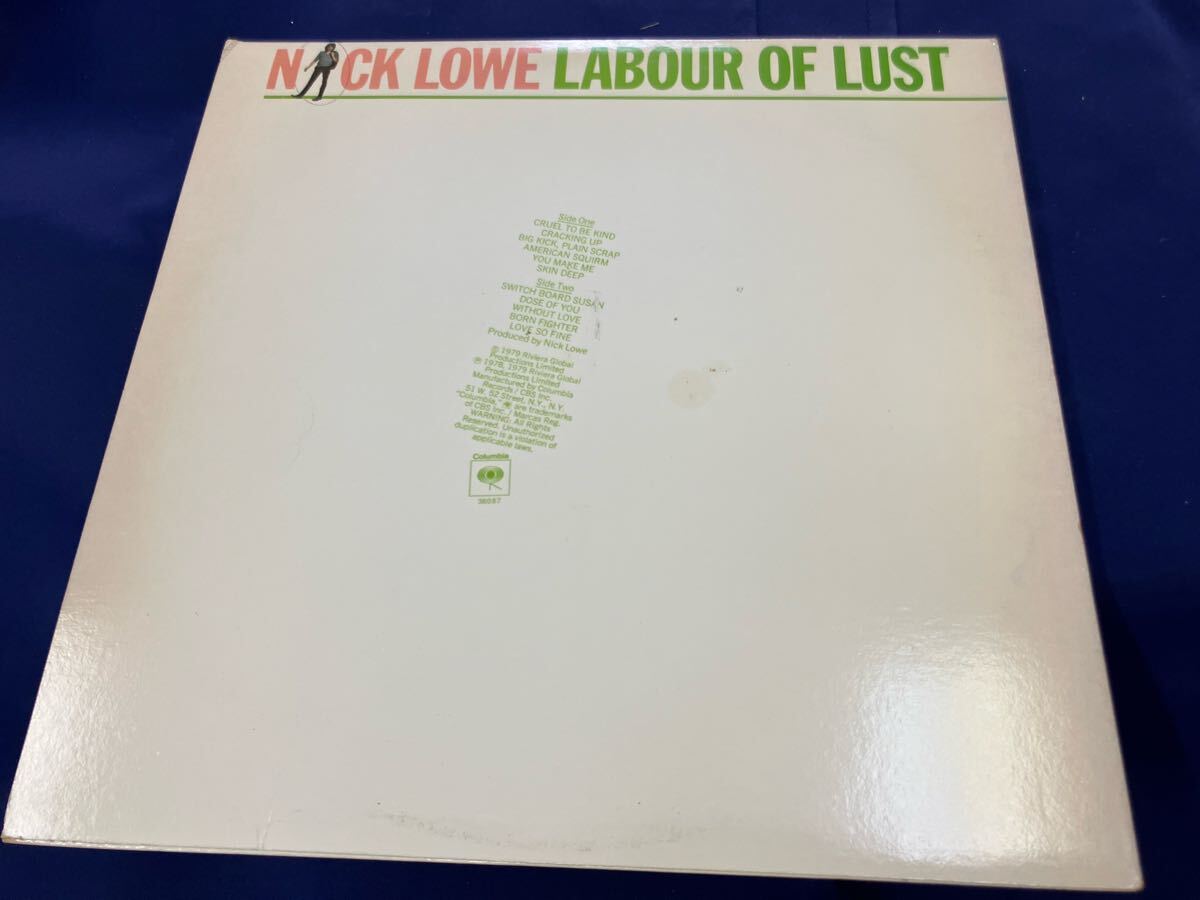 NICK LOWE LABOUR OF LUST
Side One
CRUEL TO BE KIND
CRACKING UP
BIG KICK, PLAIN SCRAP
AMERICAN SQUIRM
YOU MAKE ME
SKIN DEEP
Side Two
SWITCH BOARD SUSAN
DOSE OF YOU
WITHOUT LOVE
BORN FIGHTER
LOVE SO FINE
Produced by Nick Lowe
© 1979 Riviera Global
Productions Limited
℗ 1978, 1979 Riviera Global
Productions Limited
Manufactured by Columbia
Records / CBS Inc.
51 W. 52 Street, N.Y., N.Y.
"Columbia," are trademarks
of CBS Inc. / Marcas Reg.
WARNING: All Rights
Reserved. Unauthorized
duplication is a violation of
applicable laws.
Columbia
36087